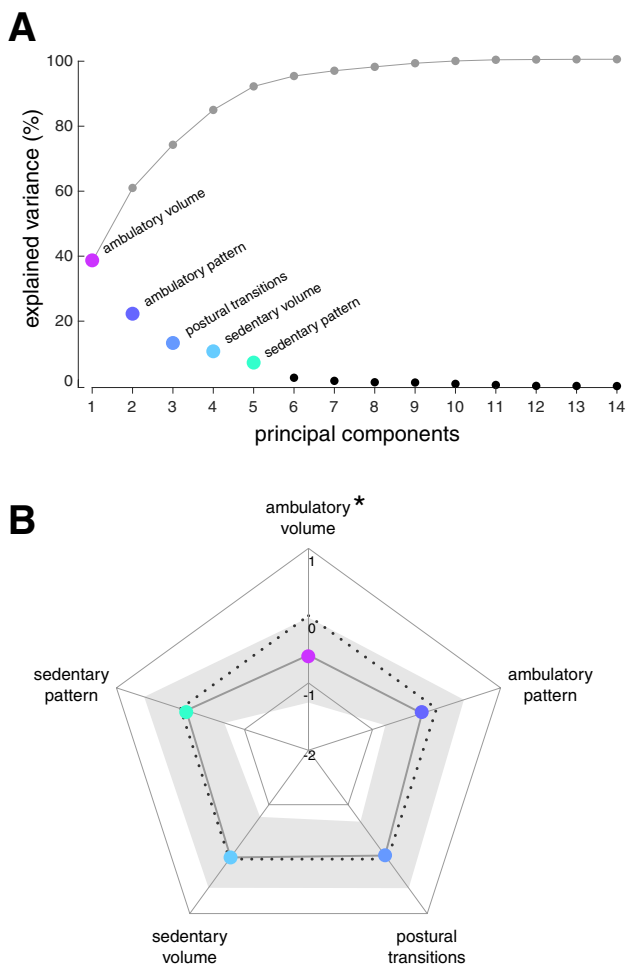 A
100
80
60
40
20
0
explained variance (%)
ambulatory volume
ambulatory pattern
postural transitions
sedentary volume
sedentary pattern
1 2 3 4 5 6 7 8 9 10 11 12 13 14
principal components
B
ambulatory*
volume
1
0
-1
-2
sedentary
pattern
ambulatory
pattern
sedentary
volume
postural
transitions